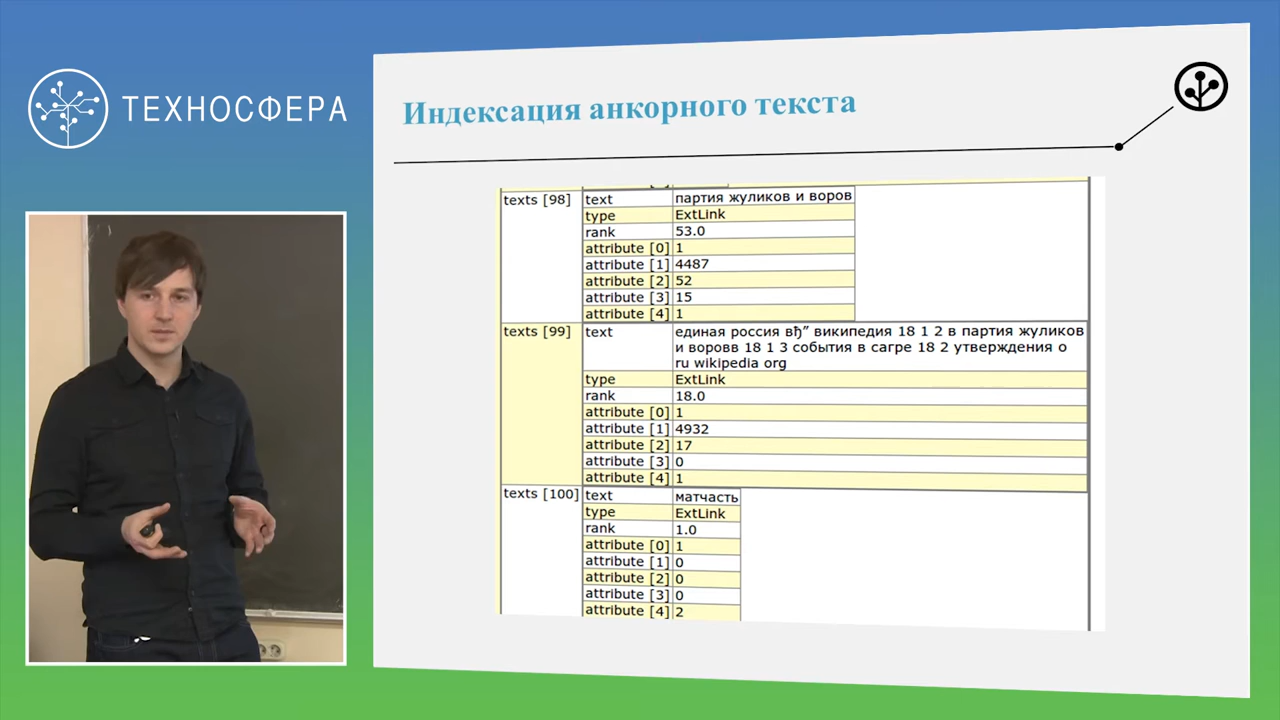 ТЕХНОСФЕРА
Индексация анкорного текста
texts [98]
text партия жуликов и воров
type ExtLink
rank 53.0
attribute [0] 1
attribute [1] 4487
attribute [2] 52
attribute [3] 15
attribute [4] 1
texts [99]
text единая россия вђ” википедия 18 1 2 в партия жуликов
и воровв 18 1 3 события в сагре 18 2 утверждения о
ru wikipedia org
type ExtLink
rank 18.0
attribute [0] 1
attribute [1] 4932
attribute [2] 17
attribute [3] 0
attribute [4] 1
texts [100]
text матчасть
type ExtLink
rank 1.0
attribute [0] 1
attribute [1] 0
attribute [2] 0
attribute [3] 0
attribute [4] 2